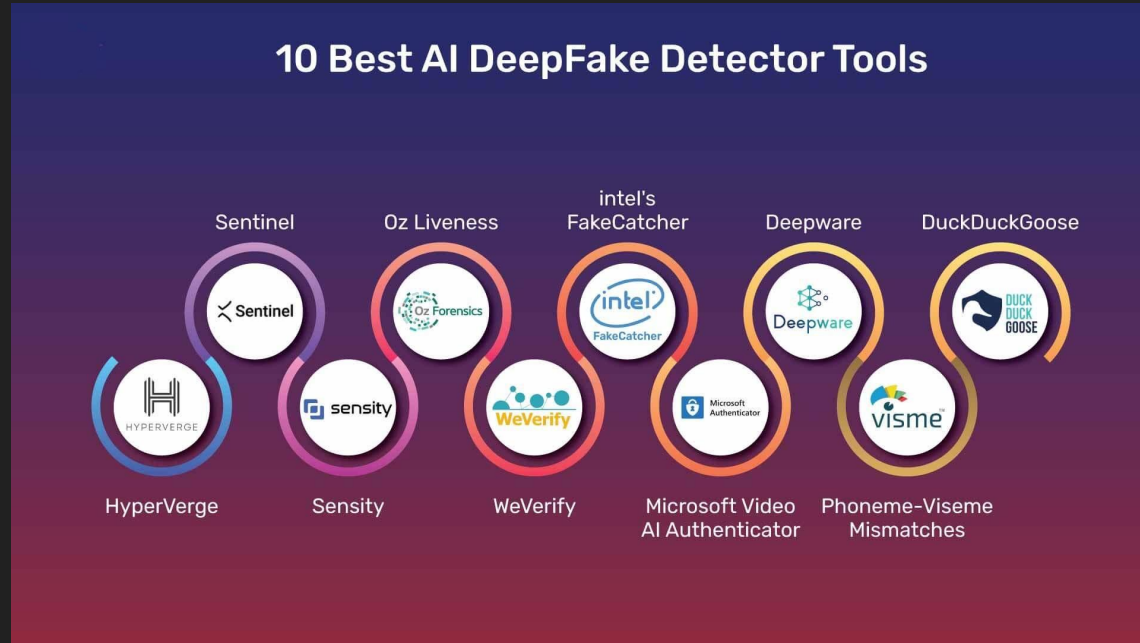 10 Best AI DeepFake Detector Tools
Sentinel
Oz Liveness
intel's
FakeCatcher
Deepware
DuckDuckGoose
Sentinel
Oz Forensics
intel
FakeCatcher
Deepware
DUCK
DUCK
GOOSE
HYPERVERGE
sensity
WeVerify
Microsoft
Authenticator
visme™
HyperVerge
Sensity
WeVerify
Microsoft Video
AI Authenticator
Phoneme-Viseme
Mismatches